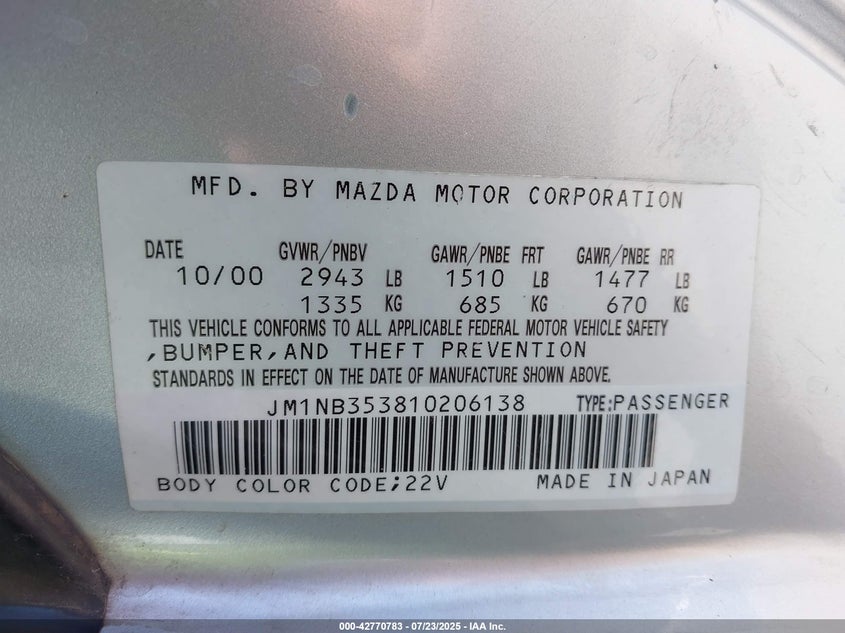 MFD. BY MAZDA MOTOR CORPORATION
DATE GVWR/PNBV GAWR/PNBE FRT GAWR/PNBE RR
10/00 2943 LB 1510 LB 1477 LB
1335 KG 685 KG 670 KG
THIS VEHICLE CONFORMS TO ALL APPLICABLE FEDERAL MOTOR VEHICLE SAFETY
,BUMPER,AND THEFT PREVENTION
STANDARDS IN EFFECT ON THE DATE OF MANUFACTURE SHOWN ABOVE.
JM1NB353810206138 TYPE:PASSENGER
BODY COLOR CODE;22V MADE IN JAPAN
000-42770783 - 07/23/2025 - IAA Inc.